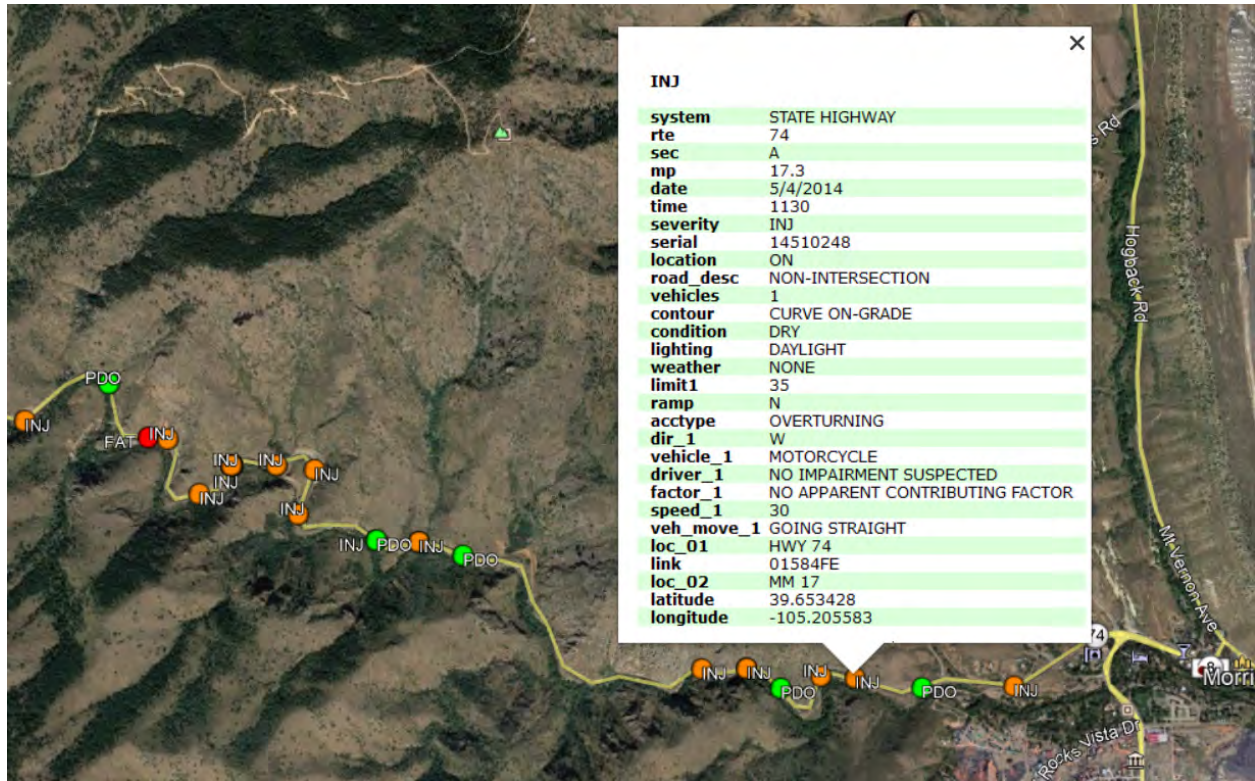 INJ
system STATE HIGHWAY
rte 74
sec A
mp 17.3
date 5/4/2014
time 1130
severity INJ
serial 14510248
location ON
road_desc NON-INTERSECTION
vehicles 1
contour CURVE ON-GRADE
condition DRY
lighting DAYLIGHT
weather NONE
limit1 35
ramp N
acctype OVERTURNING
dir_1 W
vehicle_1 MOTORCYCLE
driver_1 NO IMPAIRMENT SUSPECTED
factor_1 NO APPARENT CONTRIBUTING FACTOR
speed_1 30
veh_move_1 GOING STRAIGHT
loc_01 HWY 74
link 01584FE
loc_02 MM 17
latitude 39.653428
longitude -105.205583
s Rd
Hogback Rd
Mt Vernon Ave
PDO
INJ
FAT
INJ
INJ
INJ
INJ
INJ
INJ
INJ
INJ
PDO
INJ
PDO
INJ
INJ
INJ
PDO
INJ
PDO
INJ
74
8
Morri
Rocks Vista Dr